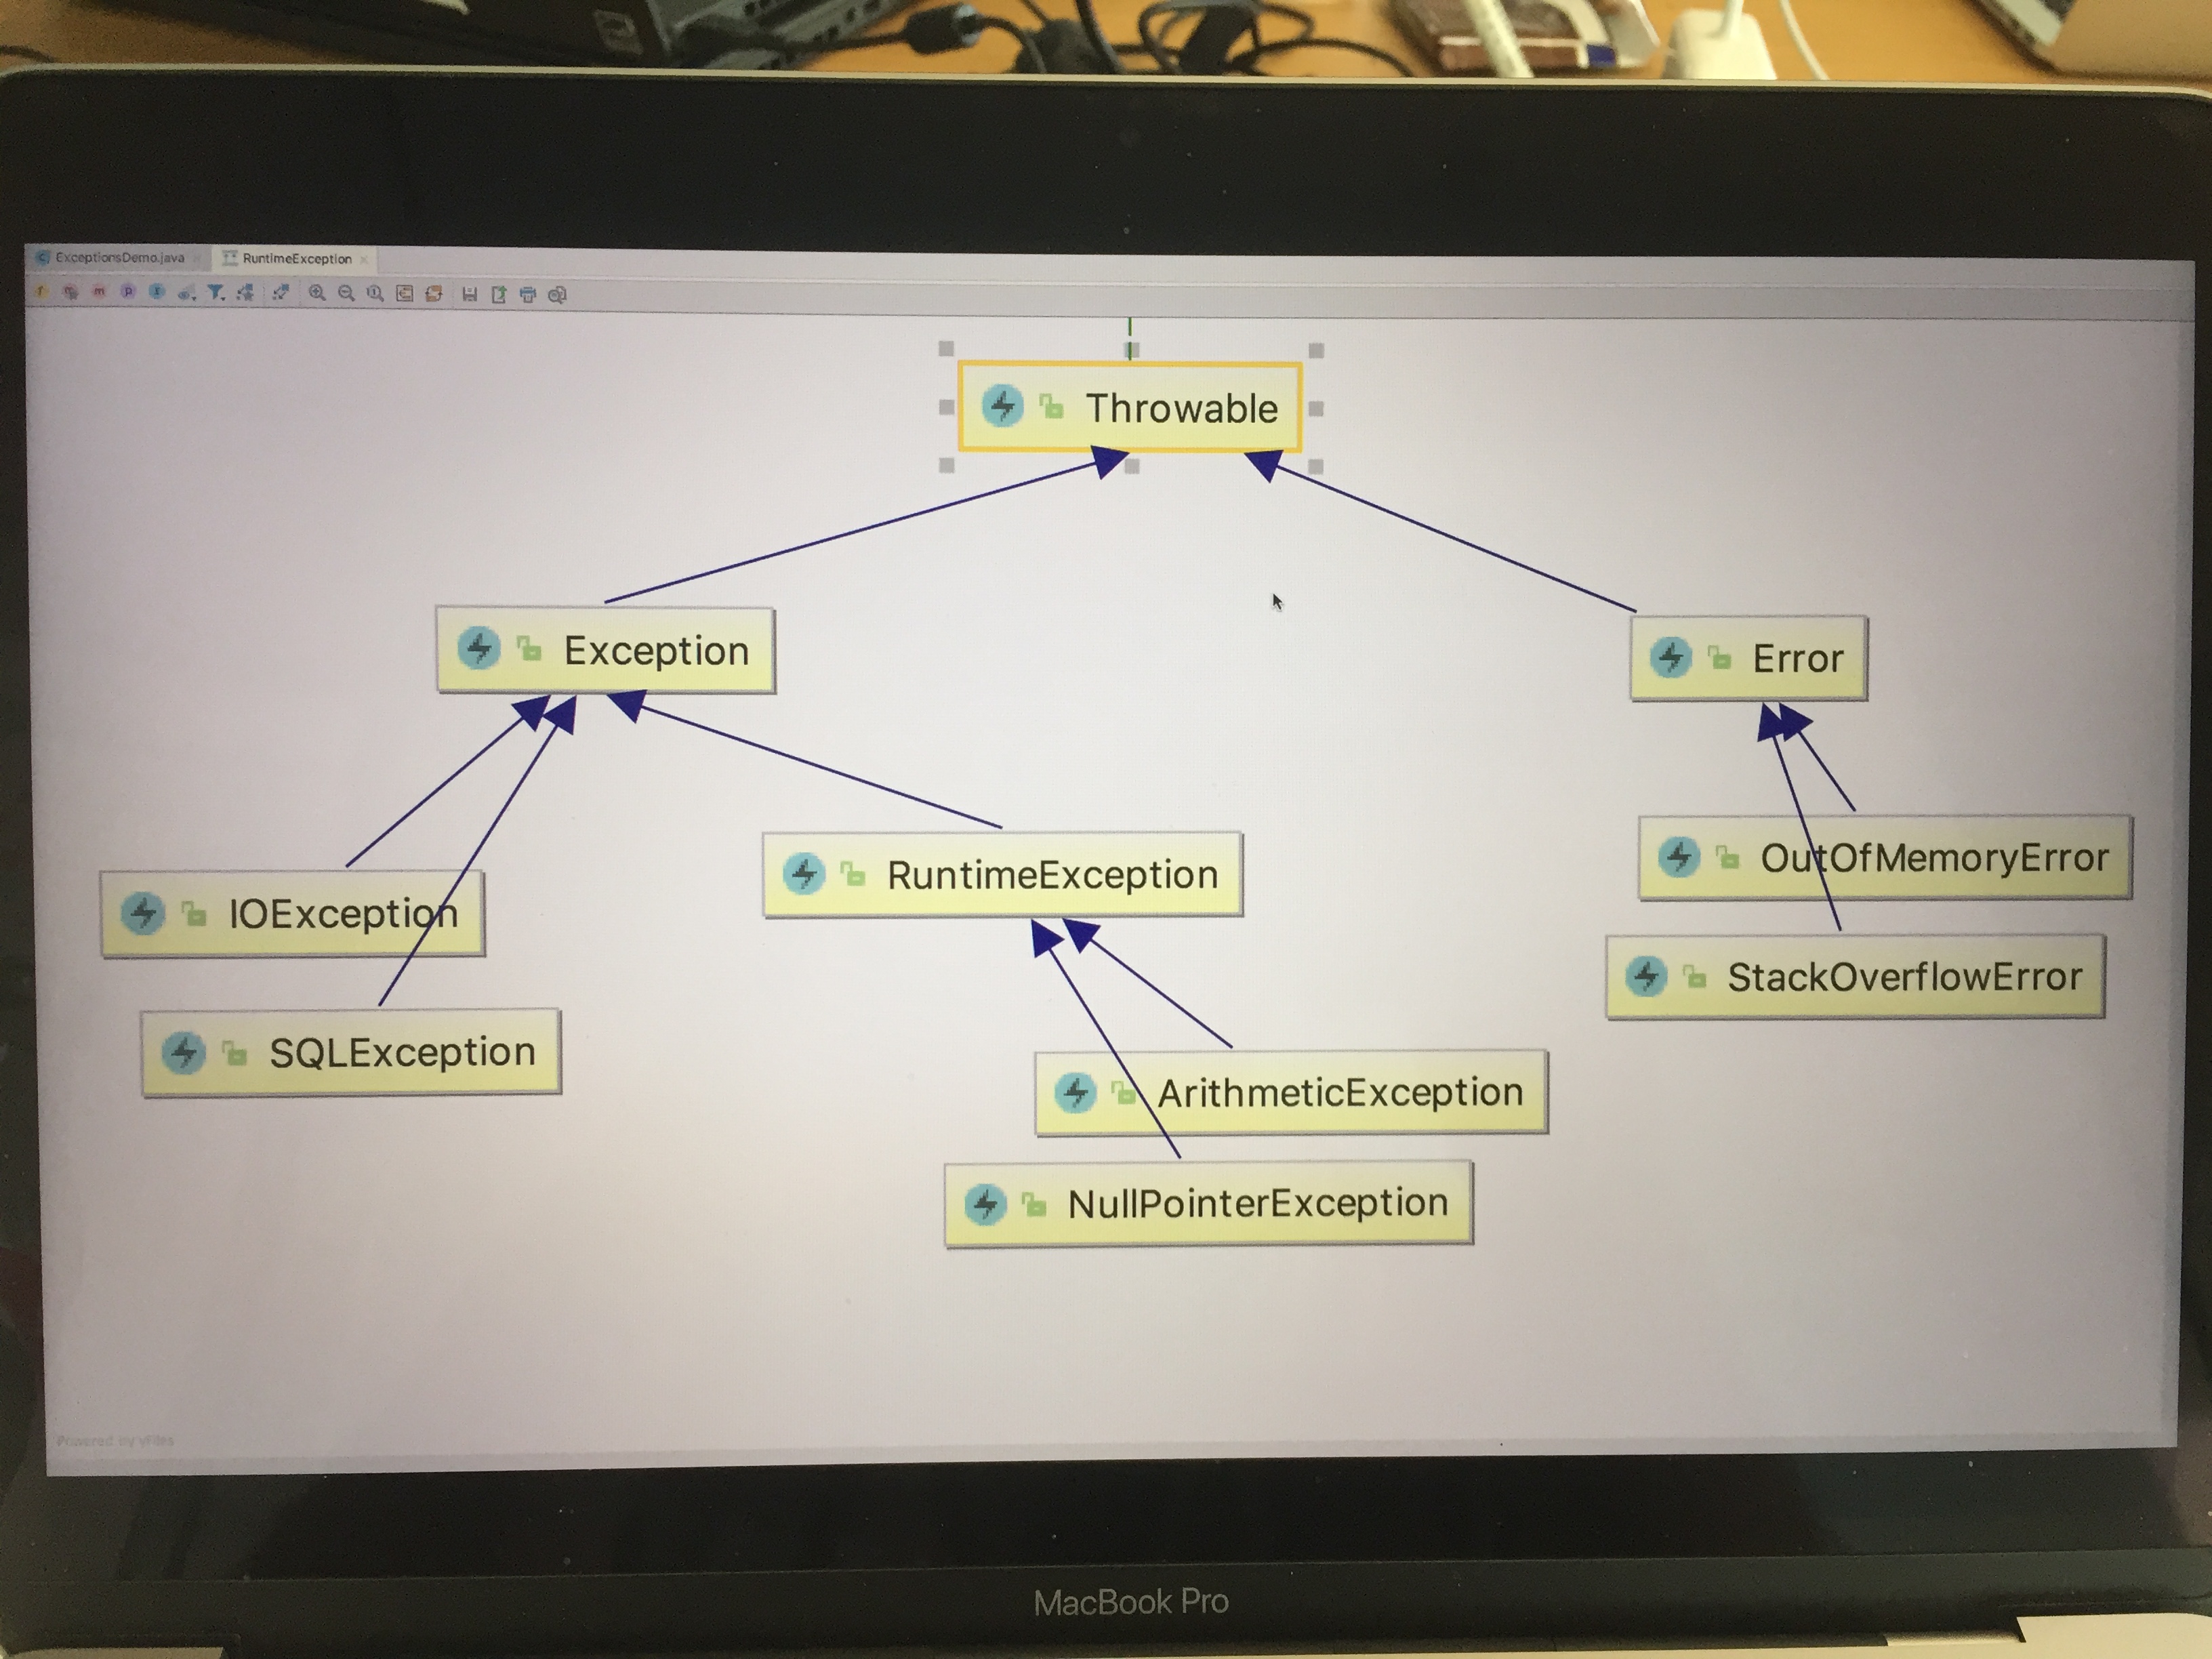 ExceptionsDemo.java
RuntimeException
Throwable
Exception
Error
IOException
RuntimeException
OutOfMemoryError
StackOverflowError
SQLException
ArithmeticException
NullPointerException
Powered by yFiles
MacBook Pro